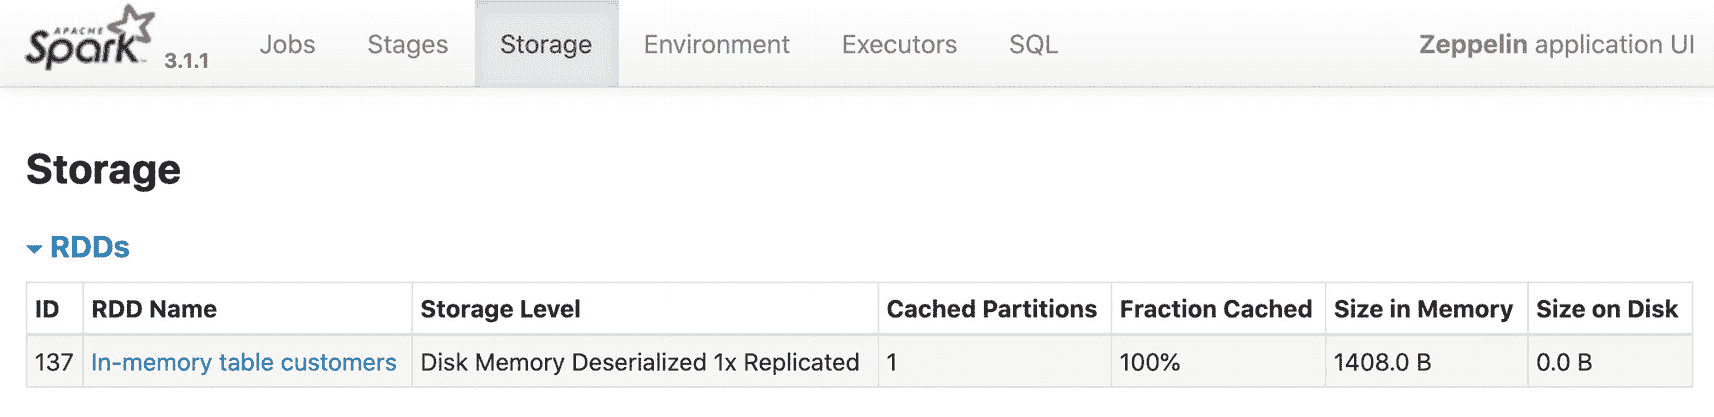 APACHE
Spark 3.1.1 Jobs Stages Storage Environment Executors SQL Zeppelin application UI
Storage
RDDs
ID RDD Name Storage Level Cached Partitions Fraction Cached Size in Memory Size on Disk
137 In-memory table customers Disk Memory Deserialized 1x Replicated 1 100% 1408.0 B 0.0 B